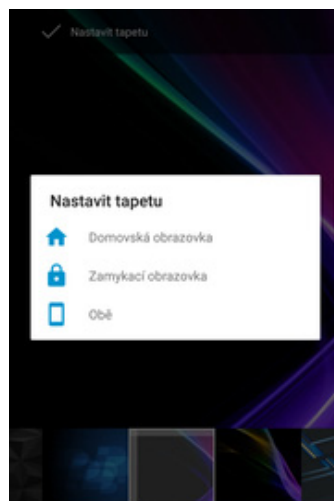 Nastavit tapetu
Nastavit tapetu
Domovská obrazovka
Zamykací obrazovka
Obě